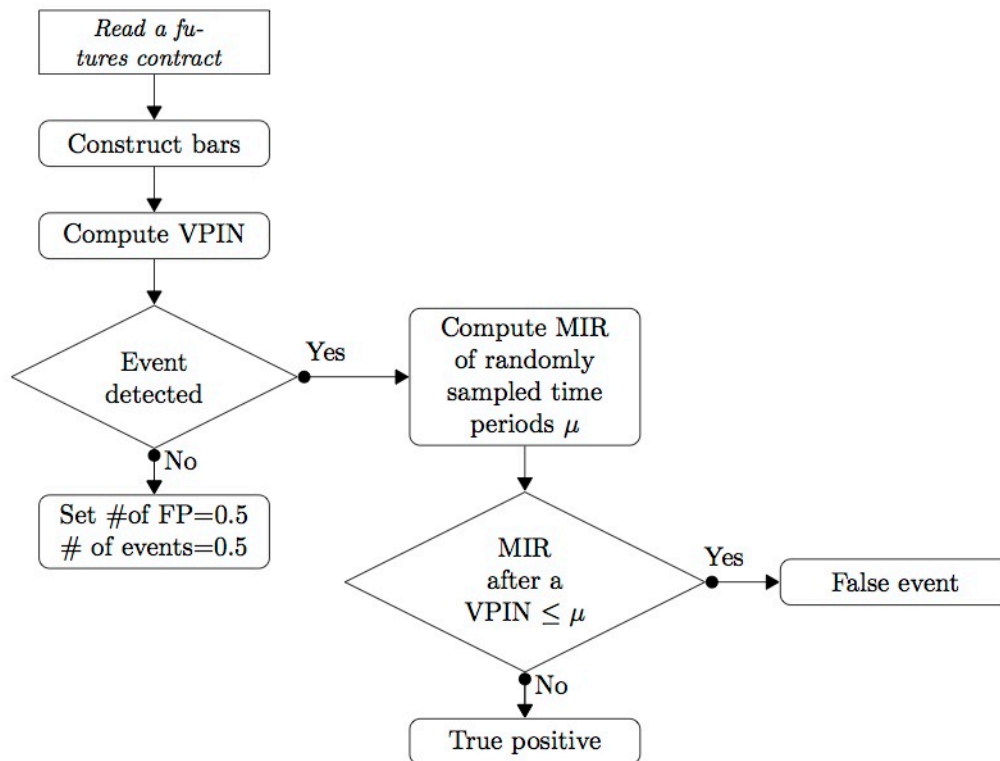 Read a fu-
tures contract
Construct bars
Compute VPIN
Event
detected
Yes
No
Set #of FP=0.5
# of events=0.5
Compute MIR
of randomly
sampled time
periods μ
MIR
after a
VPIN ≤ μ
Yes
False event
No
True positive